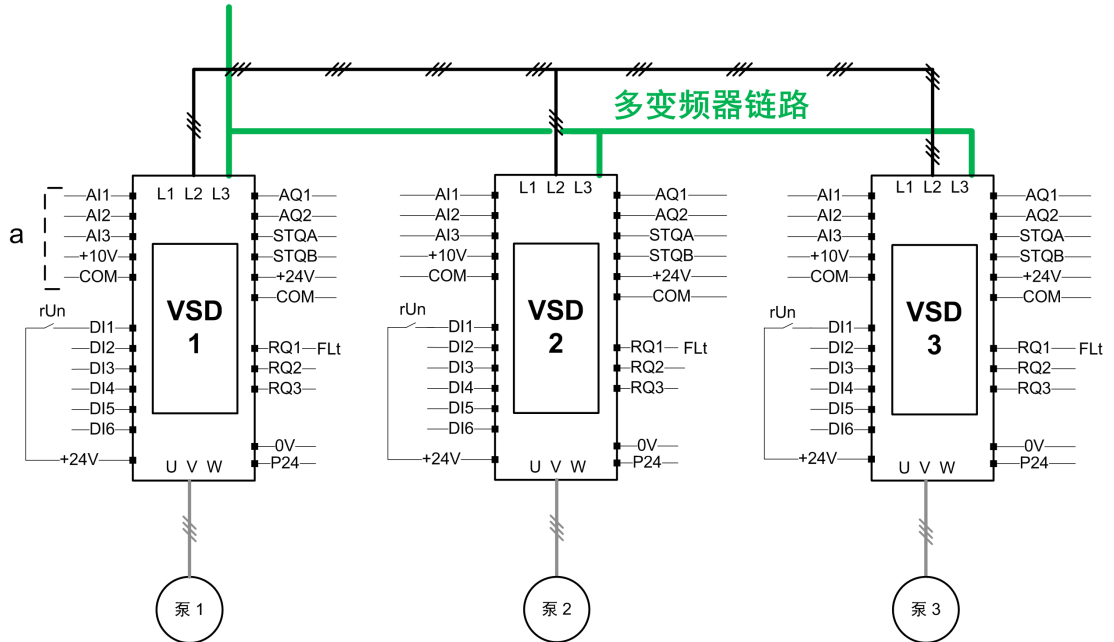 多变频器链路
L1 L2 L3
L1 L2 L3
L1 L2 L3
a
AI1
AI2
AI3
+10V
COM
rUn
DI1
DI2
DI3
DI4
DI5
DI6
+24V
VSD
1
AQ1
AQ2
STQA
STQB
+24V
COM
RQ1 FLt
RQ2
RQ3
0V
P24
U V W
泵 1
AI1
AI2
AI3
+10V
COM
rUn
DI1
DI2
DI3
DI4
DI5
DI6
+24V
VSD
2
AQ1
AQ2
STQA
STQB
+24V
COM
RQ1 FLt
RQ2
RQ3
0V
P24
U V W
泵 2
AI1
AI2
AI3
+10V
COM
rUn
DI1
DI2
DI3
DI4
DI5
DI6
+24V
VSD
3
AQ1
AQ2
STQA
STQB
+24V
COM
RQ1 FLt
RQ2
RQ3
0V
P24
U V W
泵 3